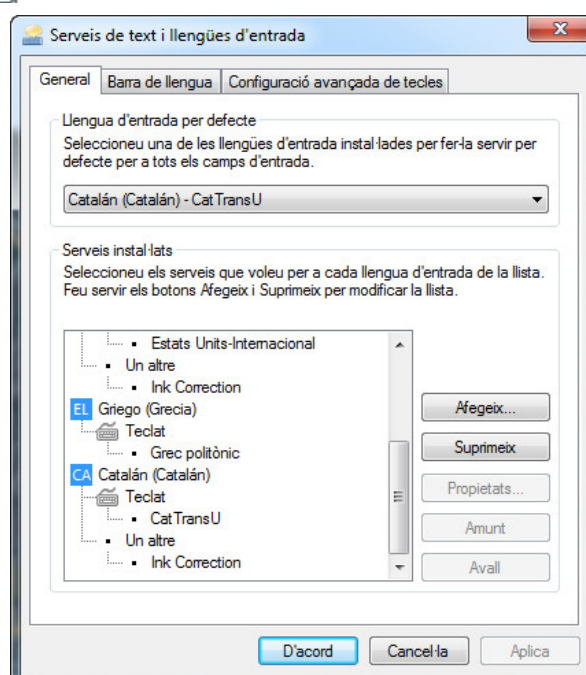 Serveis de text i llengües d'entrada
General Barra de llengua Configuració avançada de tecles
Llengua d'entrada per defecte
Seleccioneu una de les llengües d'entrada instal·lades per fer-la servir per
defecte per a tots els camps d'entrada.
Catalán (Catalán) - CatTransU
Serveis instal·lats
Seleccioneu els serveis que voleu per a cada llengua d'entrada de la llista.
Feu servir els botons Afegeix i Suprimeix per modificar la llista.
Estats Units-Internacional
Un altre
Ink Correction
EL Griego (Grecia)
Teclat
Grec politònic
CA Catalán (Catalán)
Teclat
CatTransU
Un altre
Ink Correction
Afegeix...
Suprimeix
Propietats...
Amunt
Avall
D'acord Cancel·la Aplica